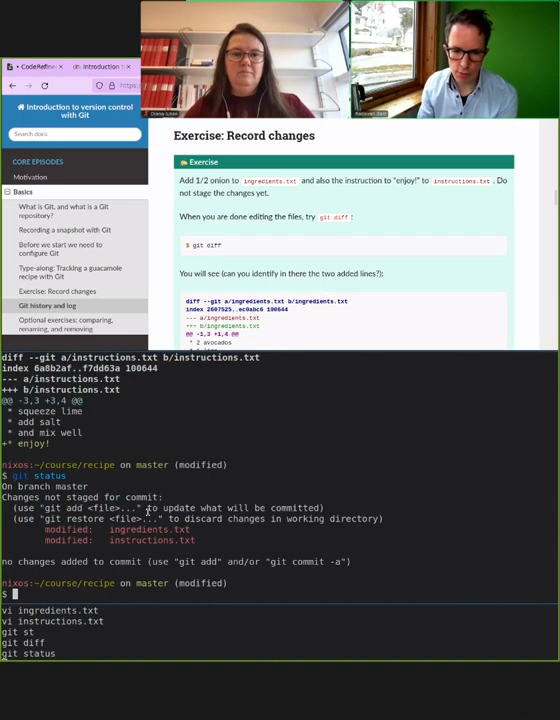 CodeRefine
Introduction t
https:
Diana Iusan
Radovan Bast
Introduction to version control
with Git
Search docs
CORE EPISODES
Motivation
Basics
What is Git, and what is a Git
repository?
Recording a snapshot with Git
Before we start we need to
configure Git
Type-along: Tracking a guacamole
recipe with Git
Exercise: Record changes
Git history and log
Optional exercises: comparing,
renaming, and removing
Exercise: Record changes
Exercise
Add 1/2 onion to ingredients.txt and also the instruction to "enjoy!" to instructions.txt . Do
not stage the changes yet.
When you are done editing the files, try git diff :
$ git diff
You will see (can you identify in there the two added lines?):
diff --git a/ingredients.txt b/ingredients.txt
index 2607525..ec0abc6 100644
--- a/ingredients.txt
+++ b/ingredients.txt
@@ -1,3 +1,4 @@
* 2 avocados
diff --git a/instructions.txt b/instructions.txt
index 6a8b2af..f7dd63a 100644
--- a/instructions.txt
+++ b/instructions.txt
@@ -3,3 +3,4 @@
* squeeze lime
* add salt
* and mix well
+* enjoy!
nixos:~/course/recipe on master (modified)
$ git status
On branch master
Changes not staged for commit:
(use "git add <file>..." to update what will be committed)
(use "git restore <file>..." to discard changes in working directory)
modified: ingredients.txt
modified: instructions.txt
no changes added to commit (use "git add" and/or "git commit -a")
nixos:~/course/recipe on master (modified)
$
vi ingredients.txt
vi instructions.txt
git st
git diff
git status